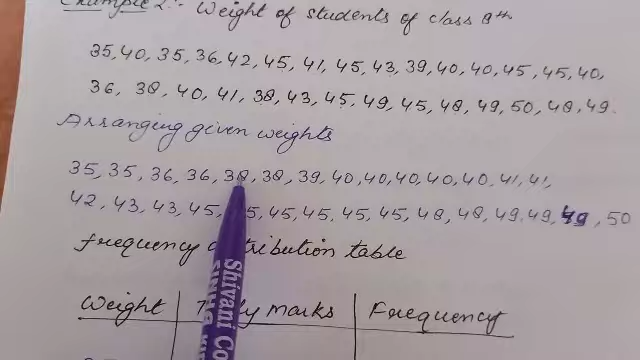 Example 2:- Weight of students of class 9th
35, 40, 35, 36, 42, 45, 41, 45, 43, 39, 40, 40, 45, 45, 40,
36, 38, 40, 41, 38, 43, 45, 49, 45, 48, 49, 50, 48, 49.
Arranging given weights
35, 35, 36, 36, 38, 38, 39, 40, 40, 40, 40, 40, 41, 41,
42, 43, 43, 45, 45, 45, 45, 45, 48, 48, 49, 49, 49, 50
Frequency distribution table
Weight Tally marks Frequency
Shivani Co